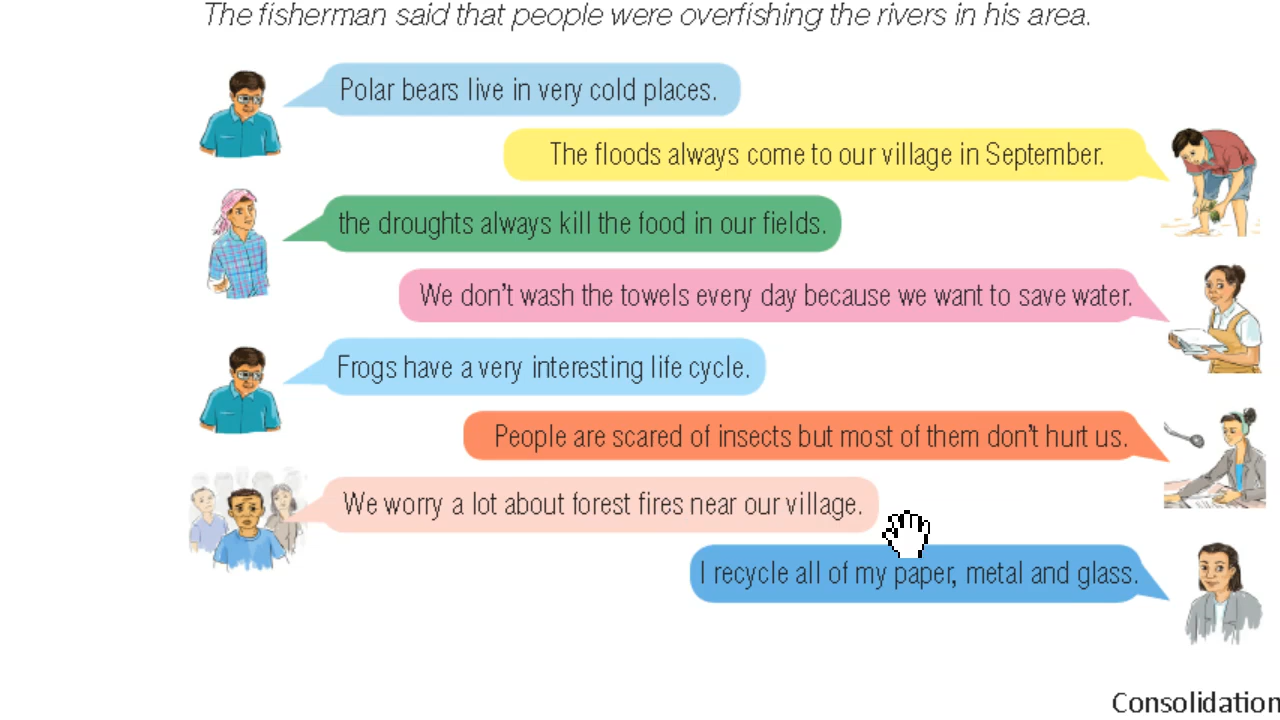 The fisherman said that people were overfishing the rivers in his area.
Polar bears live in very cold places.
The floods always come to our village in September.
the droughts always kill the food in our fields.
We don't wash the towels every day because we want to save water.
Frogs have a very interesting life cycle.
People are scared of insects but most of them don't hurt us.
We worry a lot about forest fires near our village.
I recycle all of my paper, metal and glass.
Consolidation